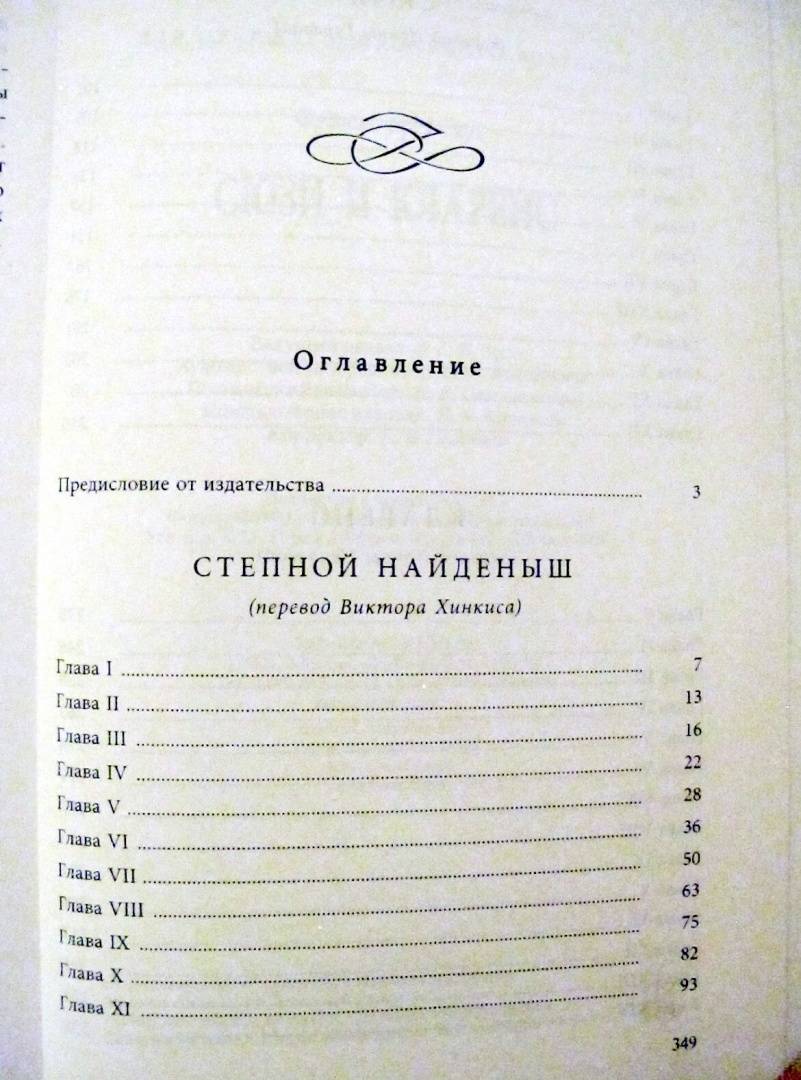 Оглавление
Предисловие от издательства 3
СТЕПНОЙ НАЙДЕНЫШ
(перевод Виктора Хинкиса)
Глава I 7
Глава II 13
Глава III 16
Глава IV 22
Глава V 28
Глава VI 36
Глава VII 50
Глава VIII 63
Глава IX 75
Глава X 82
Глава XI 93
349